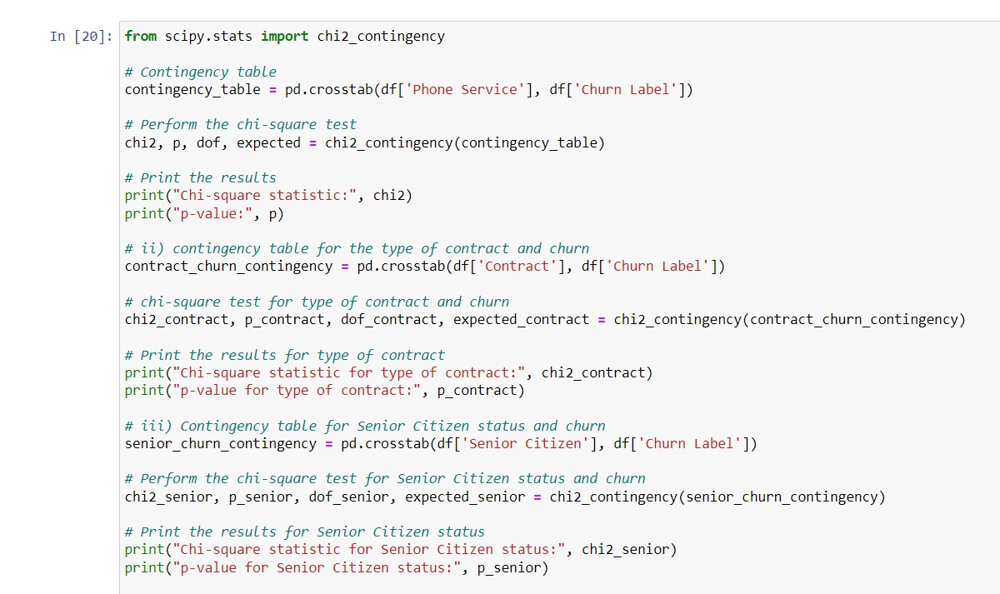 In [20]: from scipy.stats import chi2_contingency
# Contingency table
contingency_table = pd.crosstab(df['Phone Service'], df['Churn Label'])
# Perform the chi-square test
chi2, p, dof, expected = chi2_contingency(contingency_table)
# Print the results
print("Chi-square statistic:", chi2)
print("p-value:", p)
# ii) contingency table for the type of contract and churn
contract_churn_contingency = pd.crosstab(df['Contract'], df['Churn Label'])
# chi-square test for type of contract and churn
chi2_contract, p_contract, dof_contract, expected_contract = chi2_contingency(contract_churn_contingency)
# Print the results for type of contract
print("Chi-square statistic for type of contract:", chi2_contract)
print("p-value for type of contract:", p_contract)
# iii) Contingency table for Senior Citizen status and churn
senior_churn_contingency = pd.crosstab(df['Senior Citizen'], df['Churn Label'])
# Perform the chi-square test for Senior Citizen status and churn
chi2_senior, p_senior, dof_senior, expected_senior = chi2_contingency(senior_churn_contingency)
# Print the results for Senior Citizen status
print("Chi-square statistic for Senior Citizen status:", chi2_senior)
print("p-value for Senior Citizen status:", p_senior)